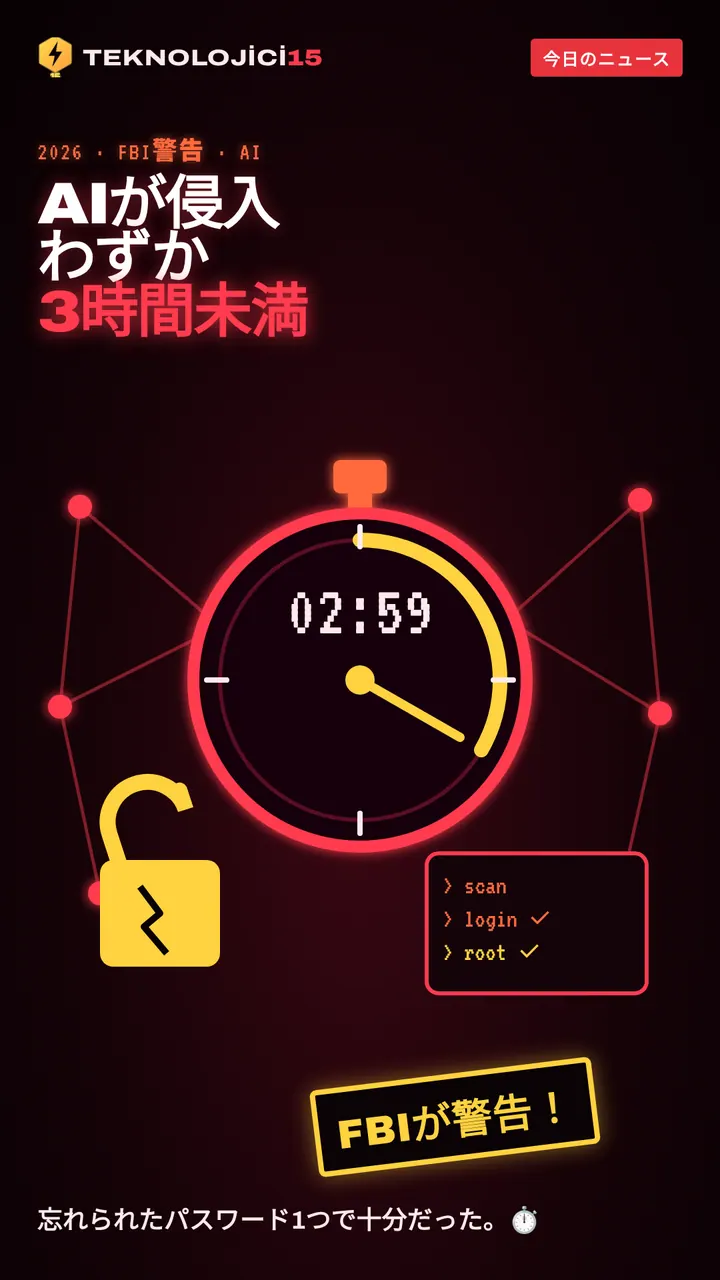 TEKNOLOJİCİ15
今日のニュース
2026 · FBI警告 · AI
AIが侵入
わずか
3時間未満
02:59
> scan
> login ✓
> root ✓
FBIが警告！
忘れられたパスワード1つで十分だった。⏱️